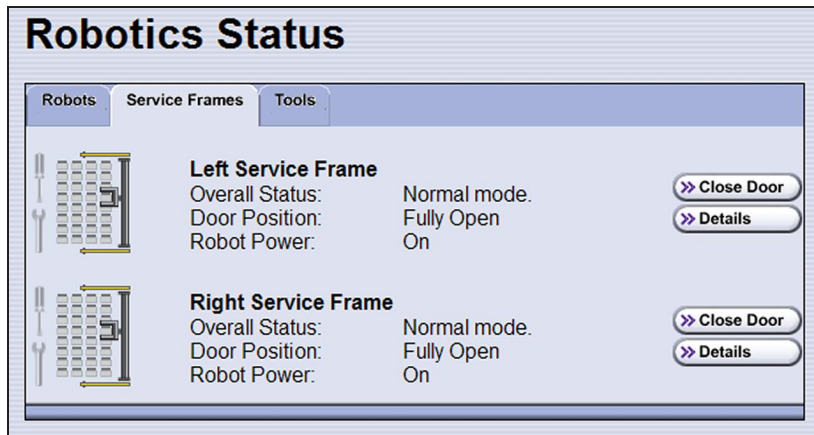 Robotics Status
Robots Service Frames Tools
Left Service Frame
Overall Status: Normal mode.
Door Position: Fully Open
Robot Power: On
>> Close Door
>> Details
Right Service Frame
Overall Status: Normal mode.
Door Position: Fully Open
Robot Power: On
>> Close Door
>> Details